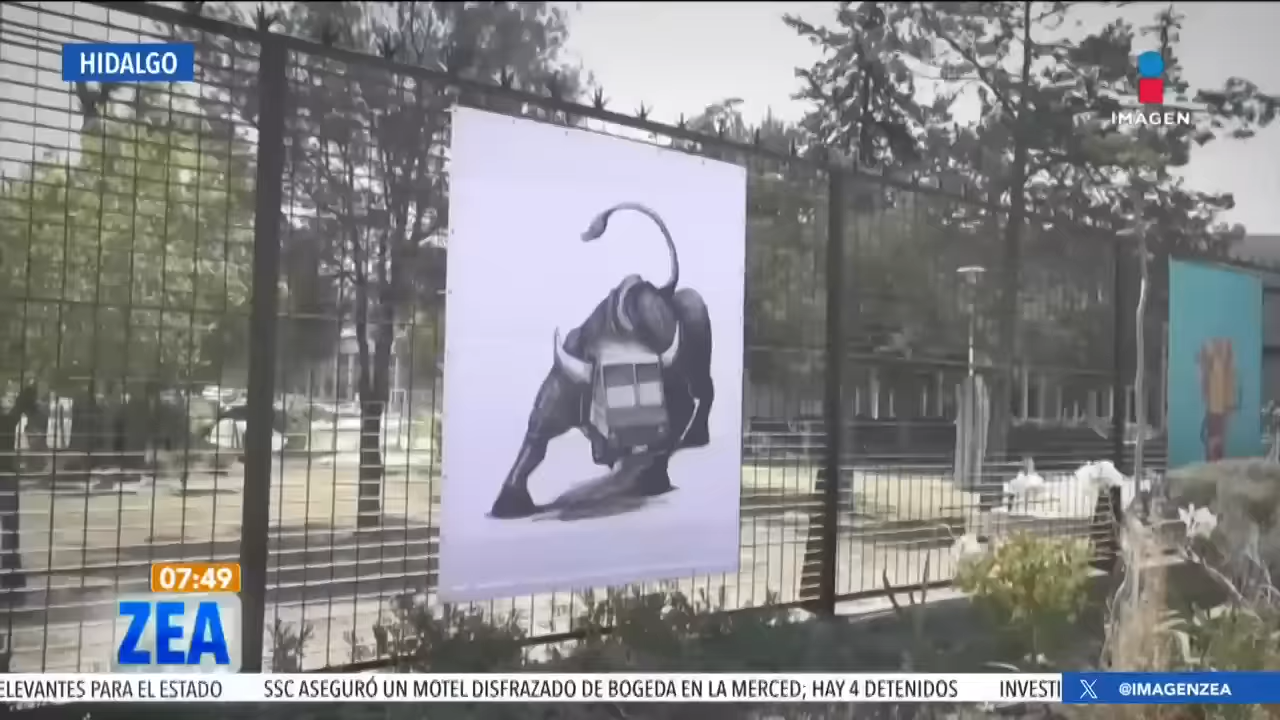 HIDALGO
IMAGEN
07:49
ZEA
ELEVANTES PARA EL ESTADO SSC ASEGURÓ UN MOTEL DISFRAZADO DE BOGEDA EN LA MERCED; HAY 4 DETENIDOS INVESTI
X @IMAGENZEA